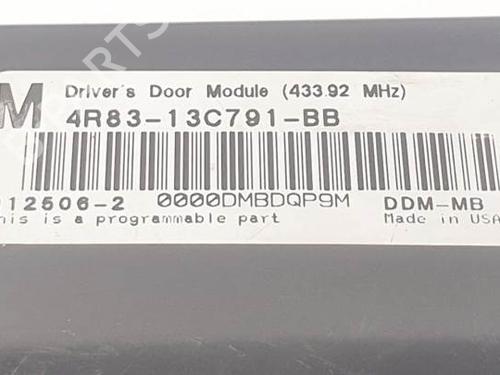 M Driver's Door Module (433.92 MHz)
4R83-13C791-BB
12506-2 0000DMBDQP9M DDM-MB
his is a programmable part Made in USA